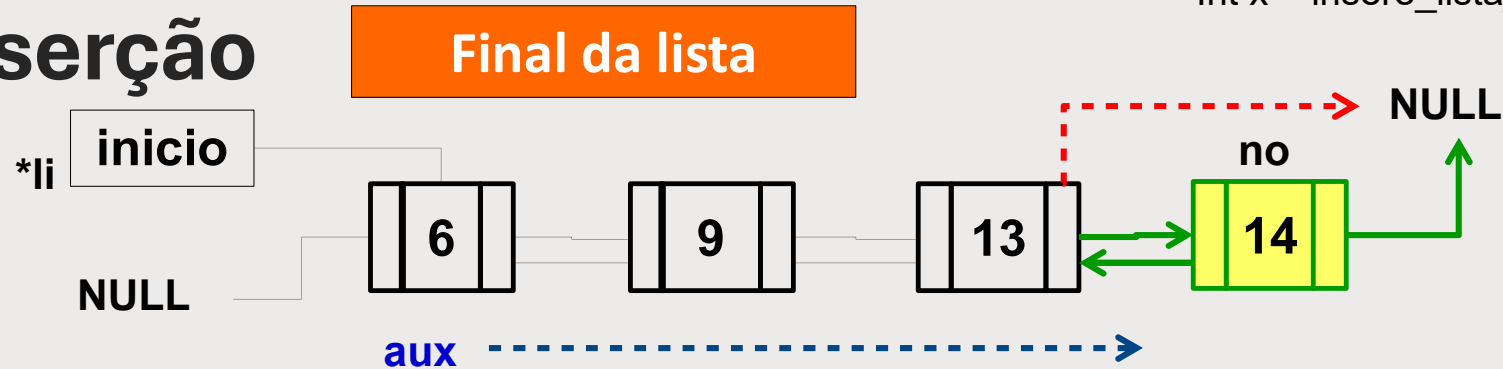 serção
Final da lista
NULL
*li
inicio
no
6
9
13
14
NULL
aux